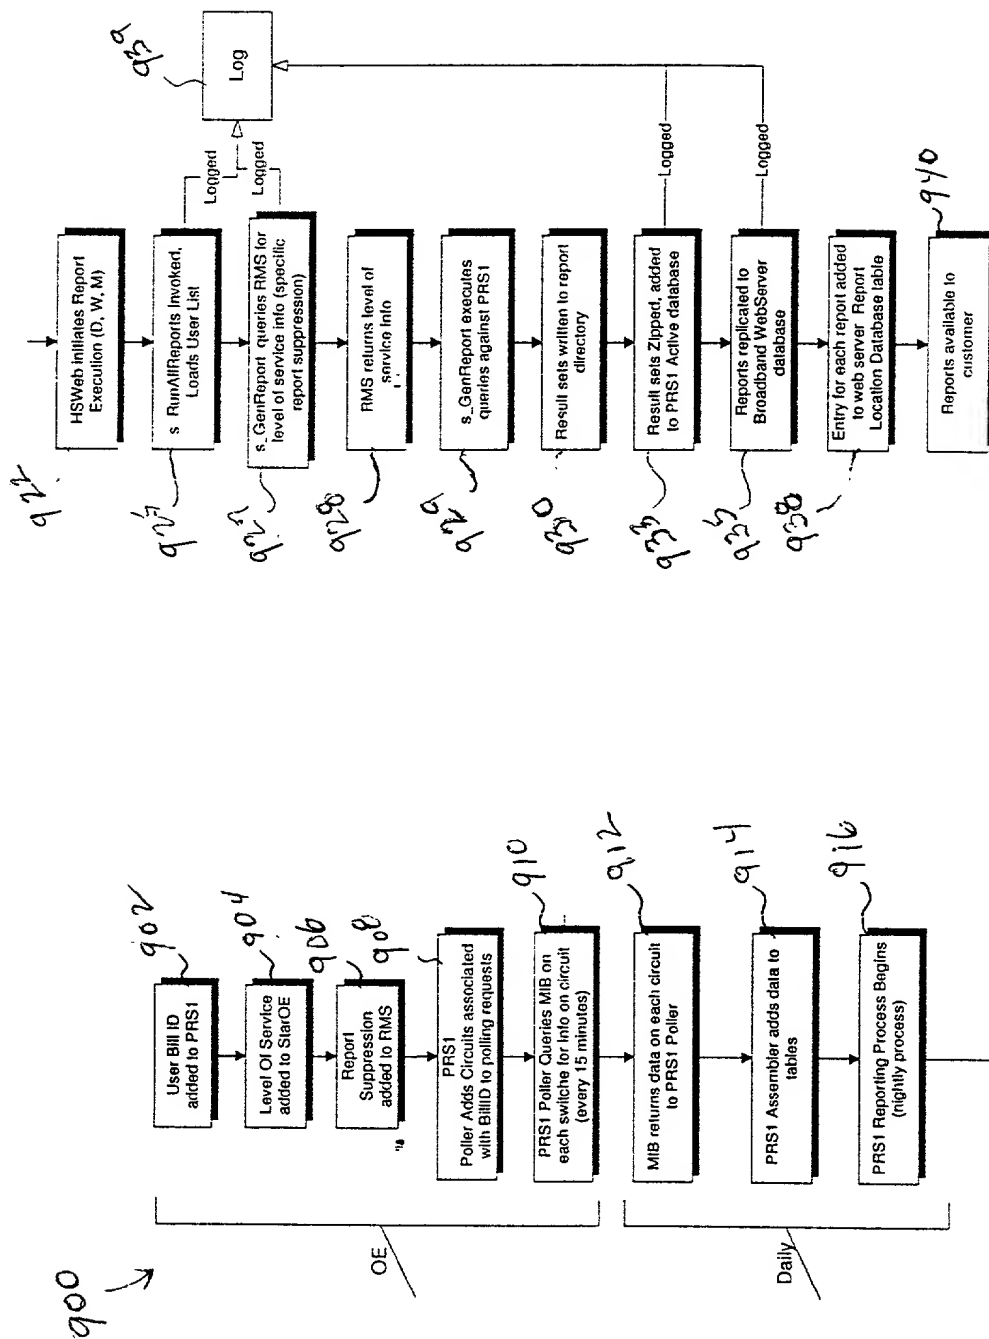 900
OE
Daily
User Bill ID
added to PRS1
902
Level Of Service
added to StarOE
904
Report
Suppression
added to RMS
906
PRS1
Poller Adds Circuits associated
with BillID to polling requests
908
PRS1 Poller Queries MIB on
each switche for Info on circuit
(every 15 minutes)
910
MIB returns data on each circuit
to PRS1 Poller
912
PRS1 Assembler adds data to
tables
914
PRS1 Reporting Process Begins
(nightly process)
916
922
HSWeb initiates Report
Execution (D, W, M)
s RunAllReports Invoked,
Loads User List
Logged
s_GenReport queries RMS for
level of service info (specific
report suppression)
Logged
Log
939
928
RMS returns level of
service Info
929
s_GenReport executes
queries against PRS1
930
Result sets written to report
directory
933
Result sets Zipped, added
to PRS1 Active database
Logged
935
Reports replicated to
Broadband WebServer
database
Logged
938
Entry for each report added
to web server Report
Location Database table
Reports available to
customer
940